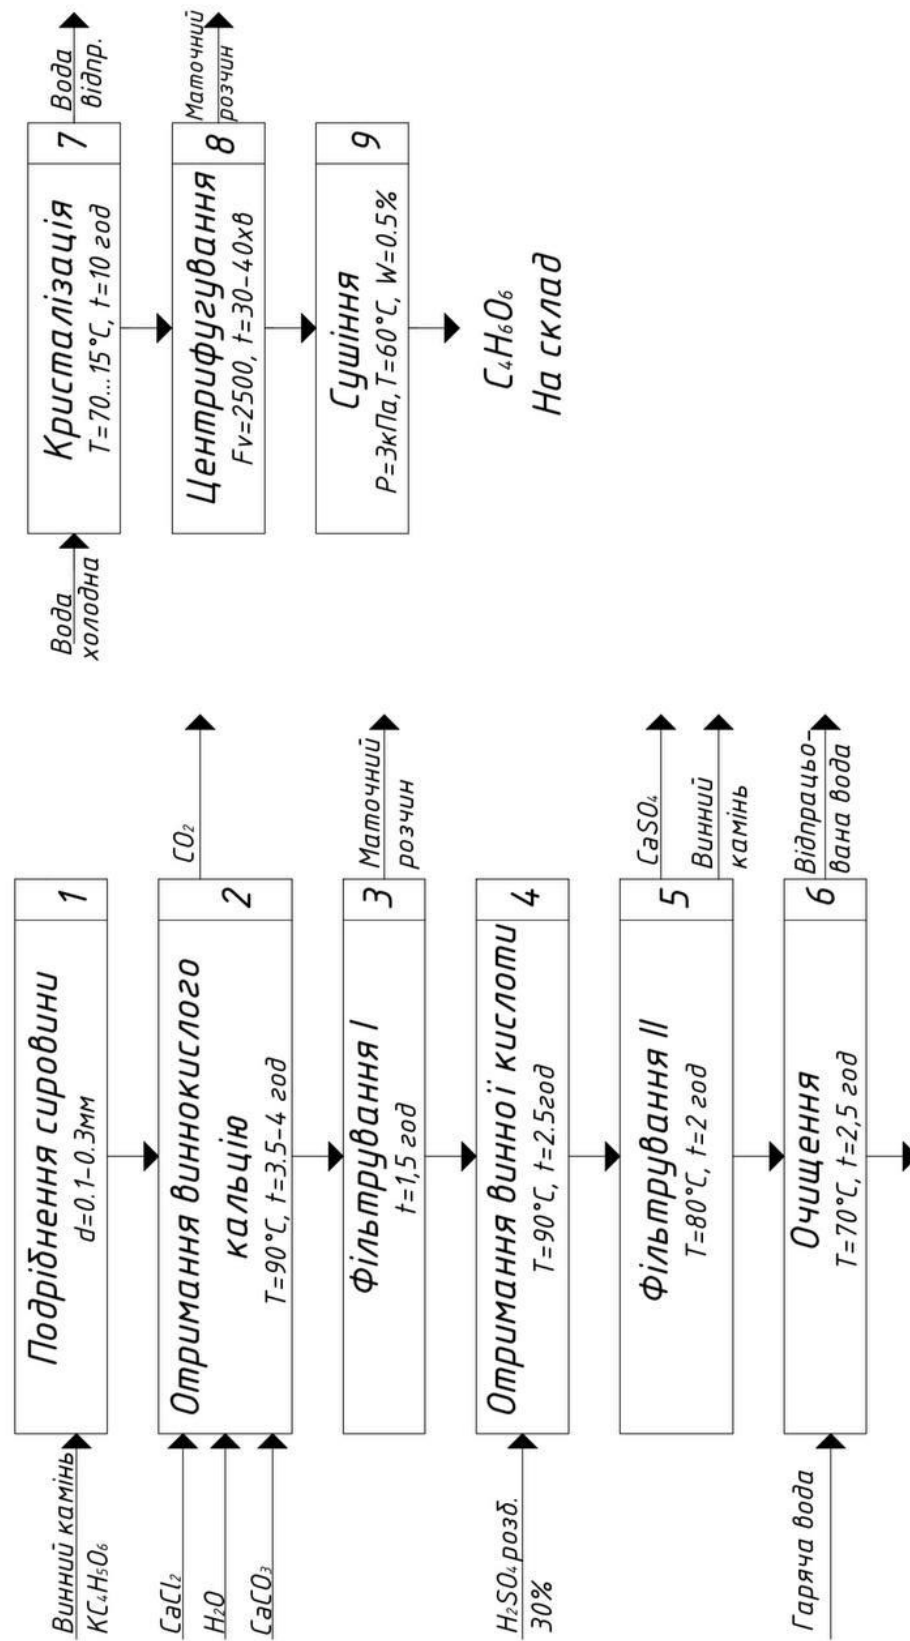 Винний камінь
KC₄H₅O₆
Подрібнення сировини
d=0.1-0.3мм
1
CaCl₂
H₂O
CaCO₃
Отримання виннокислого
кальцію
T=90°C, t=3.5-4 год
2
CO₂
Фільтрування I
t=1,5 год
3
Маточний
розчин
H₂SO₄ розб.
30%
Отримання винної кислоти
T=90°C, t=2.5год
4
Фільтрування II
T=80°C, t=2 год
5
CaSO₄
Винний
камінь
Гаряча вода
Очищення
T=70°C, t=2,5 год
6
Відпрацьо-
вана вода
Вода
холодна
Кристалізація
T=70...15°C, t=10 год
7
Вода
відпр.
Центрифугування
Fv=2500, t=30-40хв
8
Маточний
розчин
Сушіння
P=3кПа, T=60°C, W=0.5%
9
C₄H₆O₆
На склад